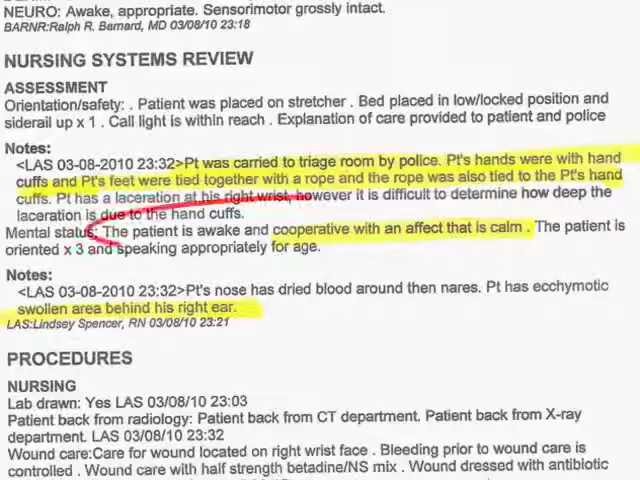 NEURO: Awake, appropriate. Sensorimotor grossly intact.
BARNR:Ralph R. Barnard, MD 03/08/10 23:18
NURSING SYSTEMS REVIEW
ASSESSMENT
Orientation/safety: . Patient was placed on stretcher . Bed placed in low/locked position and
siderail up x 1 . Call light is within reach . Explanation of care provided to patient and police
Notes:
<LAS 03-08-2010 23:32>Pt was carried to triage room by police. Pt's hands were with hand
cuffs and Pt's feet were tied together with a rope and the rope was also tied to the Pt's hand
cuffs. Pt has a laceration at his right wrist, however it is difficult to determine how deep the
laceration is due to the hand cuffs.
Mental status: The patient is awake and cooperative with an affect that is calm . The patient is
oriented x 3 and speaking appropriately for age.
Notes:
<LAS 03-08-2010 23:32>Pt's nose has dried blood around then nares. Pt has ecchymotic
swollen area behind his right ear.
LAS:Lindsey Spencer, RN 03/08/10 23:21
PROCEDURES
NURSING
Lab drawn: Yes LAS 03/08/10 23:03
Patient back from radiology: Patient back from CT department. Patient back from X-ray
department. LAS 03/08/10 23:32
Wound care:Care for wound located on right wrist face . Bleeding prior to wound care is
controlled . Wound care with half strength betadine/NS mix . Wound dressed with antibiotic